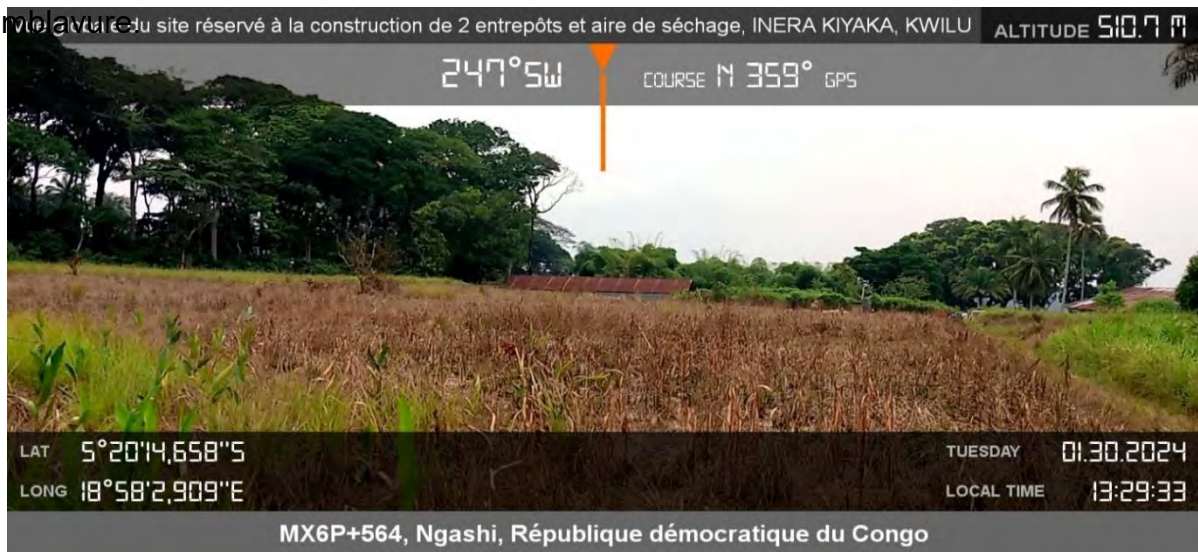 mblavure.
du site réservé à la construction de 2 entrepôts et aire de séchage, INERA KIYAKA, KWILU
ALTITUDE 510.7 M
247°SW COURSE N 359° GPS
LAT 5°20'14,658"S
LONG 18°58'2,909"E
TUESDAY 01.30.2024
LOCAL TIME 13:29:33
MX6P+564, Ngashi, République démocratique du Congo